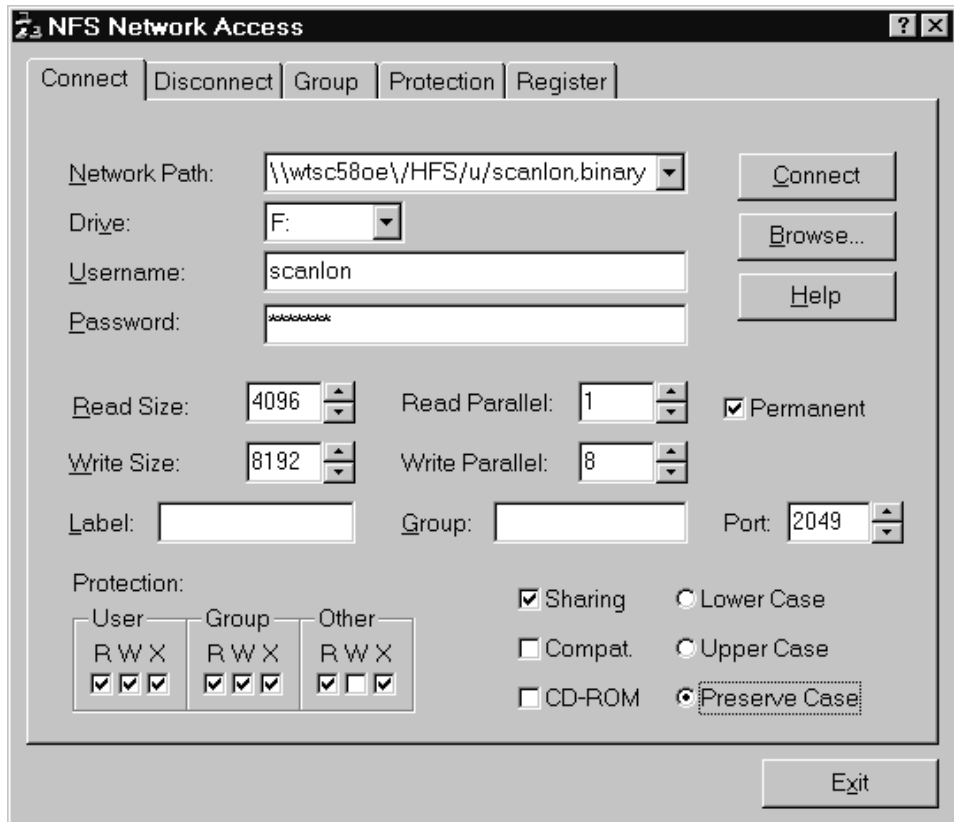 NFS Network Access
Connect Disconnect Group Protection Register
Network Path: \\wtsc58oe\/HFS/u/scanlon,binary Connect
Drive: F: Browse...
Username: scanlon
Help
Password: ********
Read Size: 4096 Read Parallel: 1 Permanent
Write Size: 8192 Write Parallel: 8
Label: Group: Port: 2049
Protection:
User Group Other Sharing Lower Case
R W X R W X R W X Compat. Upper Case
CD-ROM Preserve Case
Exit